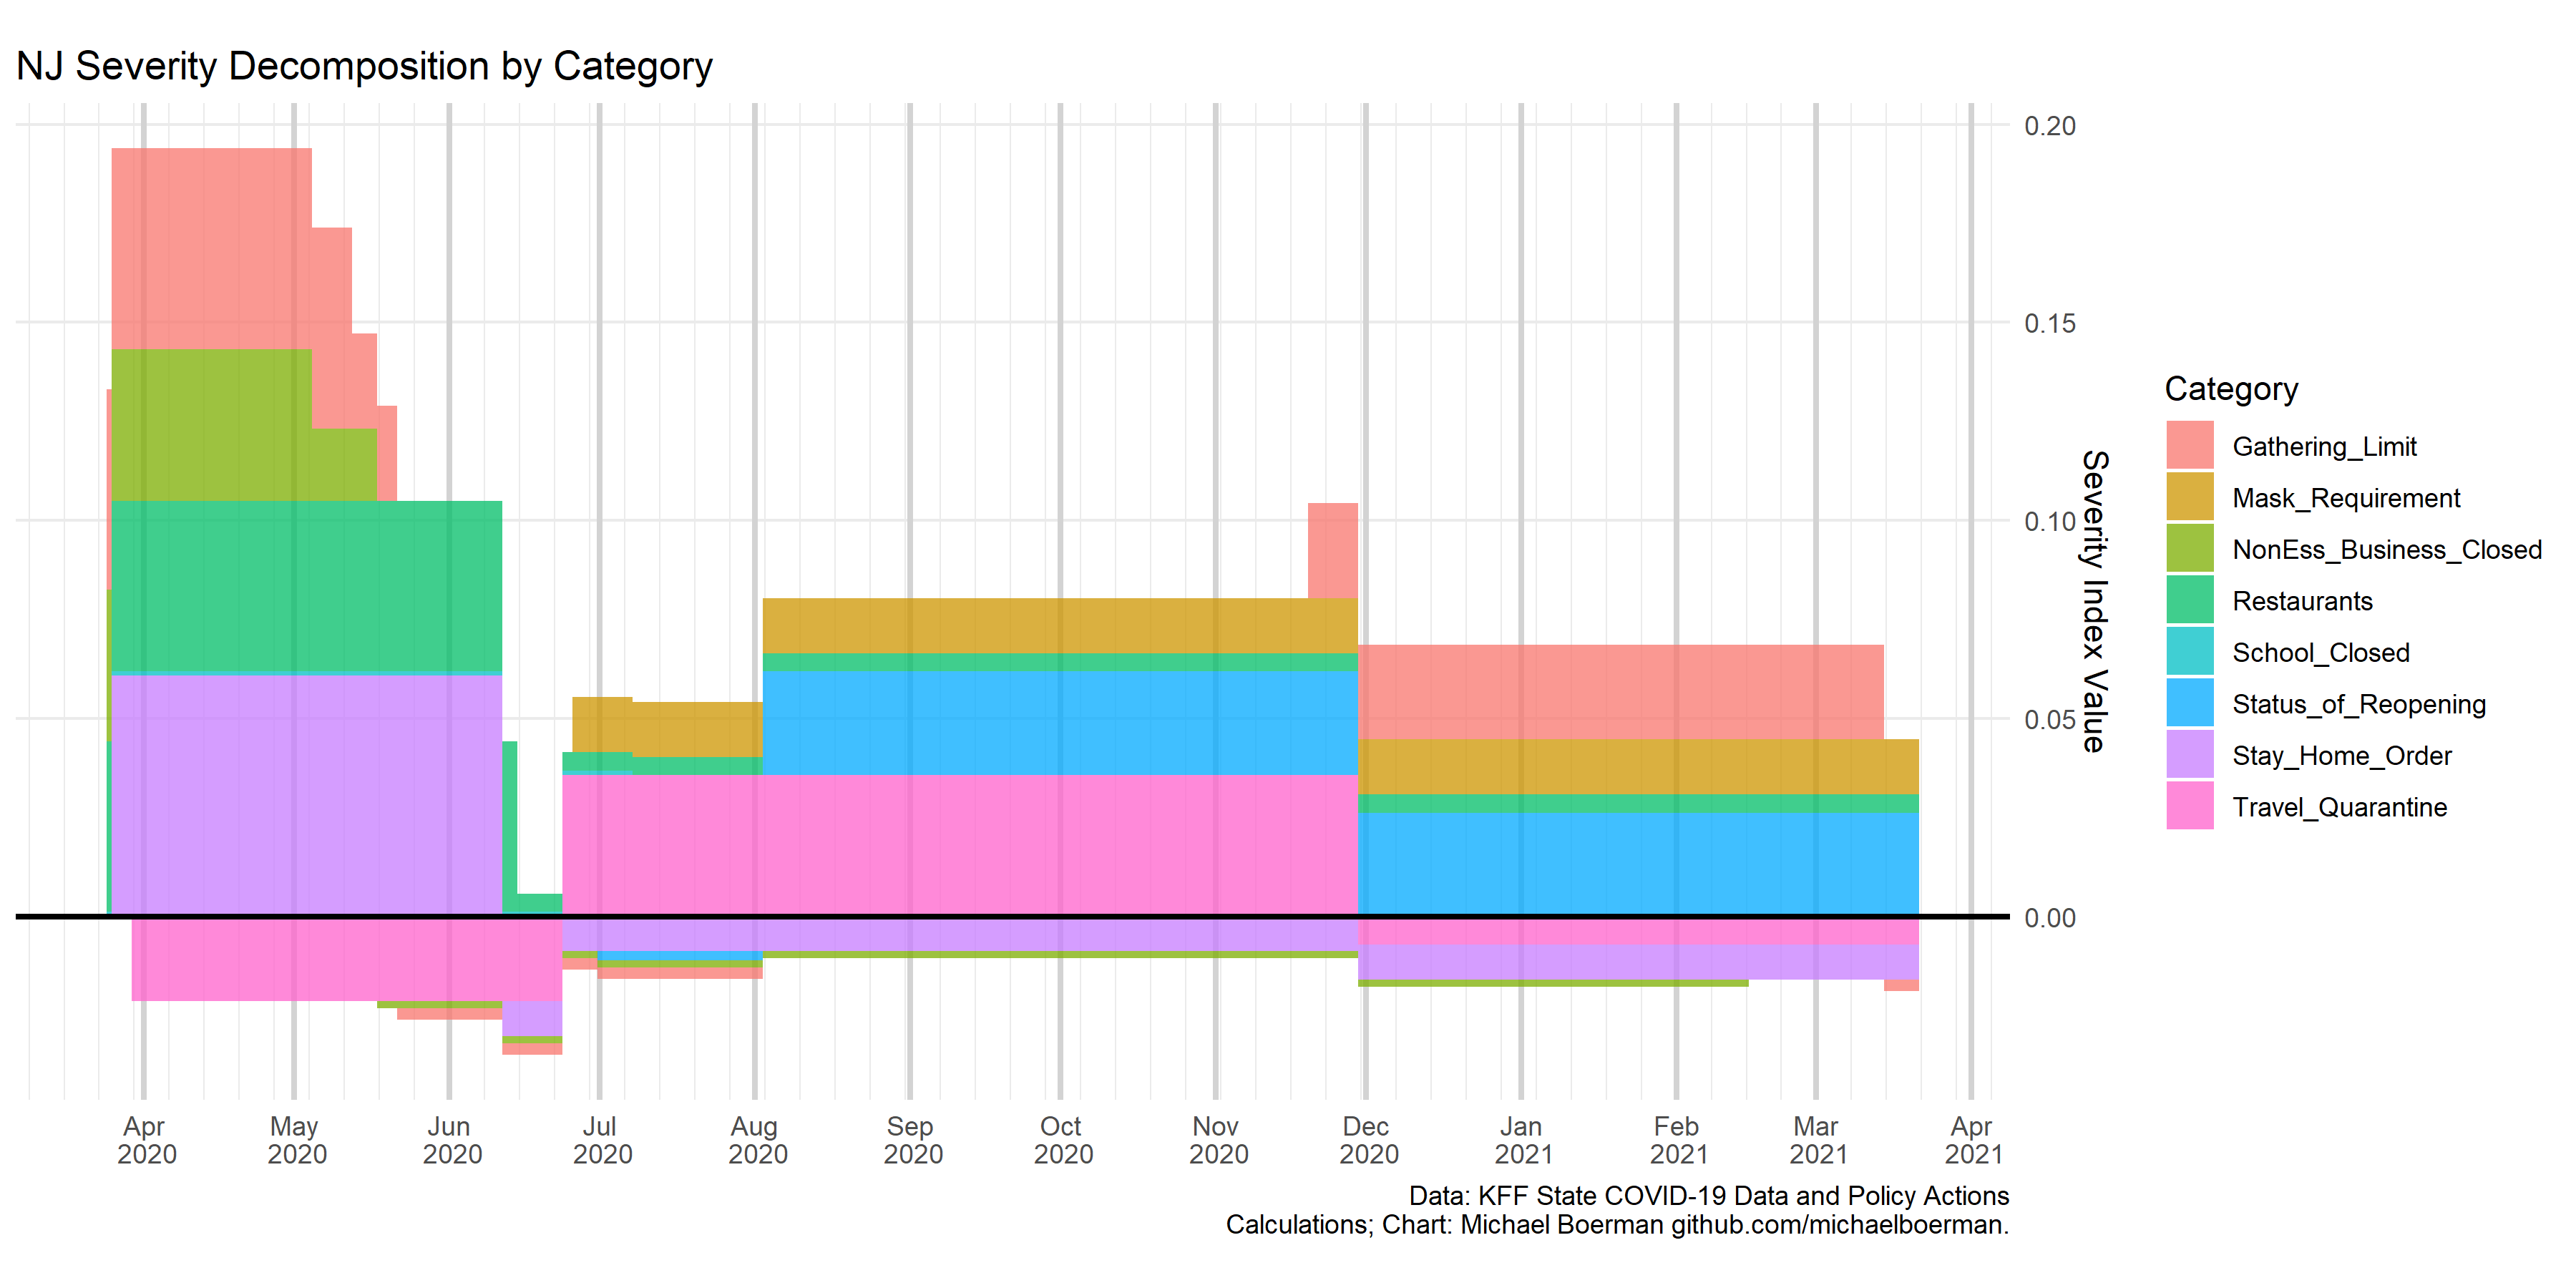 NJ Severity Decomposition by Category
0.20
0.15
0.10
0.05
0.00
Severity Index Value
Category
Gathering_Limit
Mask_Requirement
NonEss_Business_Closed
Restaurants
School_Closed
Status_of_Reopening
Stay_Home_Order
Travel_Quarantine
Apr May Jun Jul Aug Sep Oct Nov Dec Jan Feb Mar Apr
2020 2020 2020 2020 2020 2020 2020 2020 2020 2021 2021 2021 2021
Data: KFF State COVID-19 Data and Policy Actions
Calculations; Chart: Michael Boerman github.com/michaelboerman.